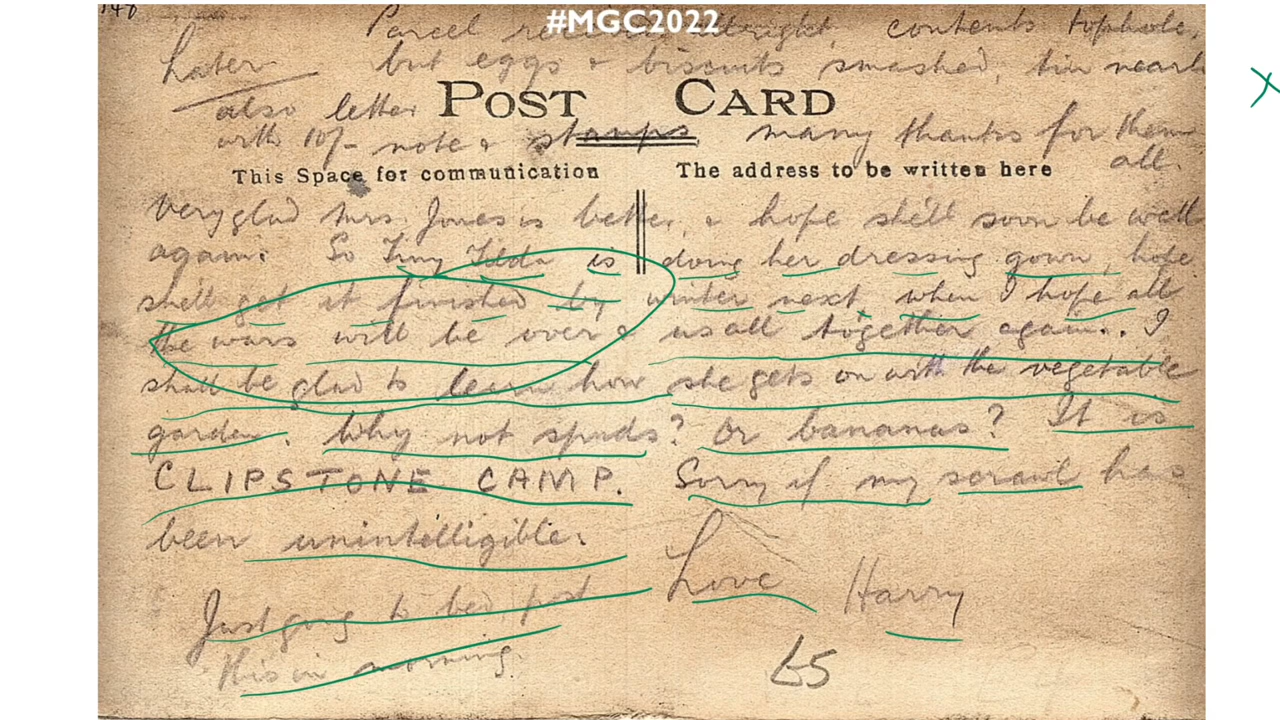 146
#MGC2022
Parcel received allright, contents tophole,
Later but eggs & biscuits smashed, tin nearly
also letter
POST CARD
with 10/- note & stamps many thanks for them
all.
This Space for communication The address to be written here
Very glad Mrs. Jones is better, & hope she'll soon be well
again. So Tiny Tilda is doing her dressing gown, hope
she'll get it finished by winter next, when I hope all
the wars will be over & us all together again. I
shall be glad to learn how she gets on with the vegetable
garden. Why not spuds? Or bananas? It is
CLIPSTONE CAMP. Sorry if my scrawl has
been unintelligible.
Love Harry
Just going to bed post
this in morning.
65